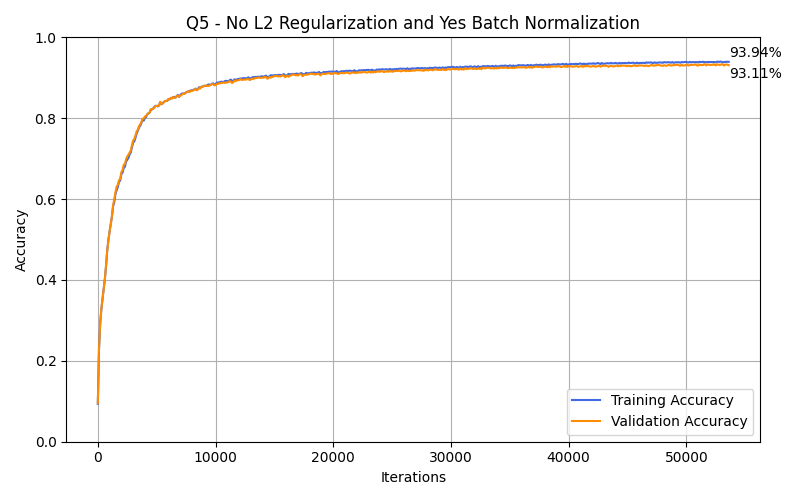 Q5 - No L2 Regularization and Yes Batch Normalization
93.94%
93.11%
1.0
0.8
0.6
0.4
0.2
0.0
Accuracy
0 10000 20000 30000 40000 50000
Iterations
Training Accuracy
Validation Accuracy